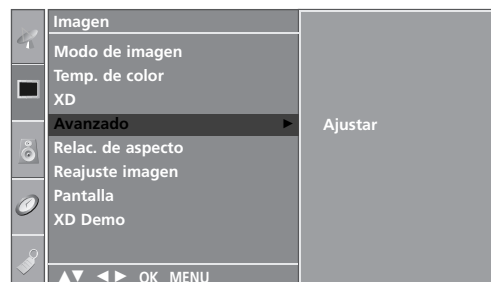 Imagen
Modo de imagen
Temp. de color
XD
Avanzado ► Ajustar
Relac. de aspecto
Reajuste imagen
Pantalla
XD Demo
▲▼ ◄► OK MENU